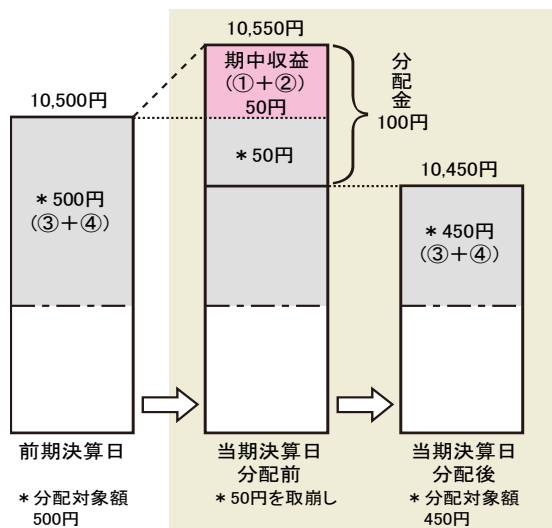 10,550円
期中収益
(①+②)
50円
分配金
100円
10,500円
*50円
10,450円
*500円
(③+④)
*450円
(③+④)
前期決算日
当期決算日
分配前
当期決算日
分配後
*分配対象額
500円
*50円を取崩し
*分配対象額
450円